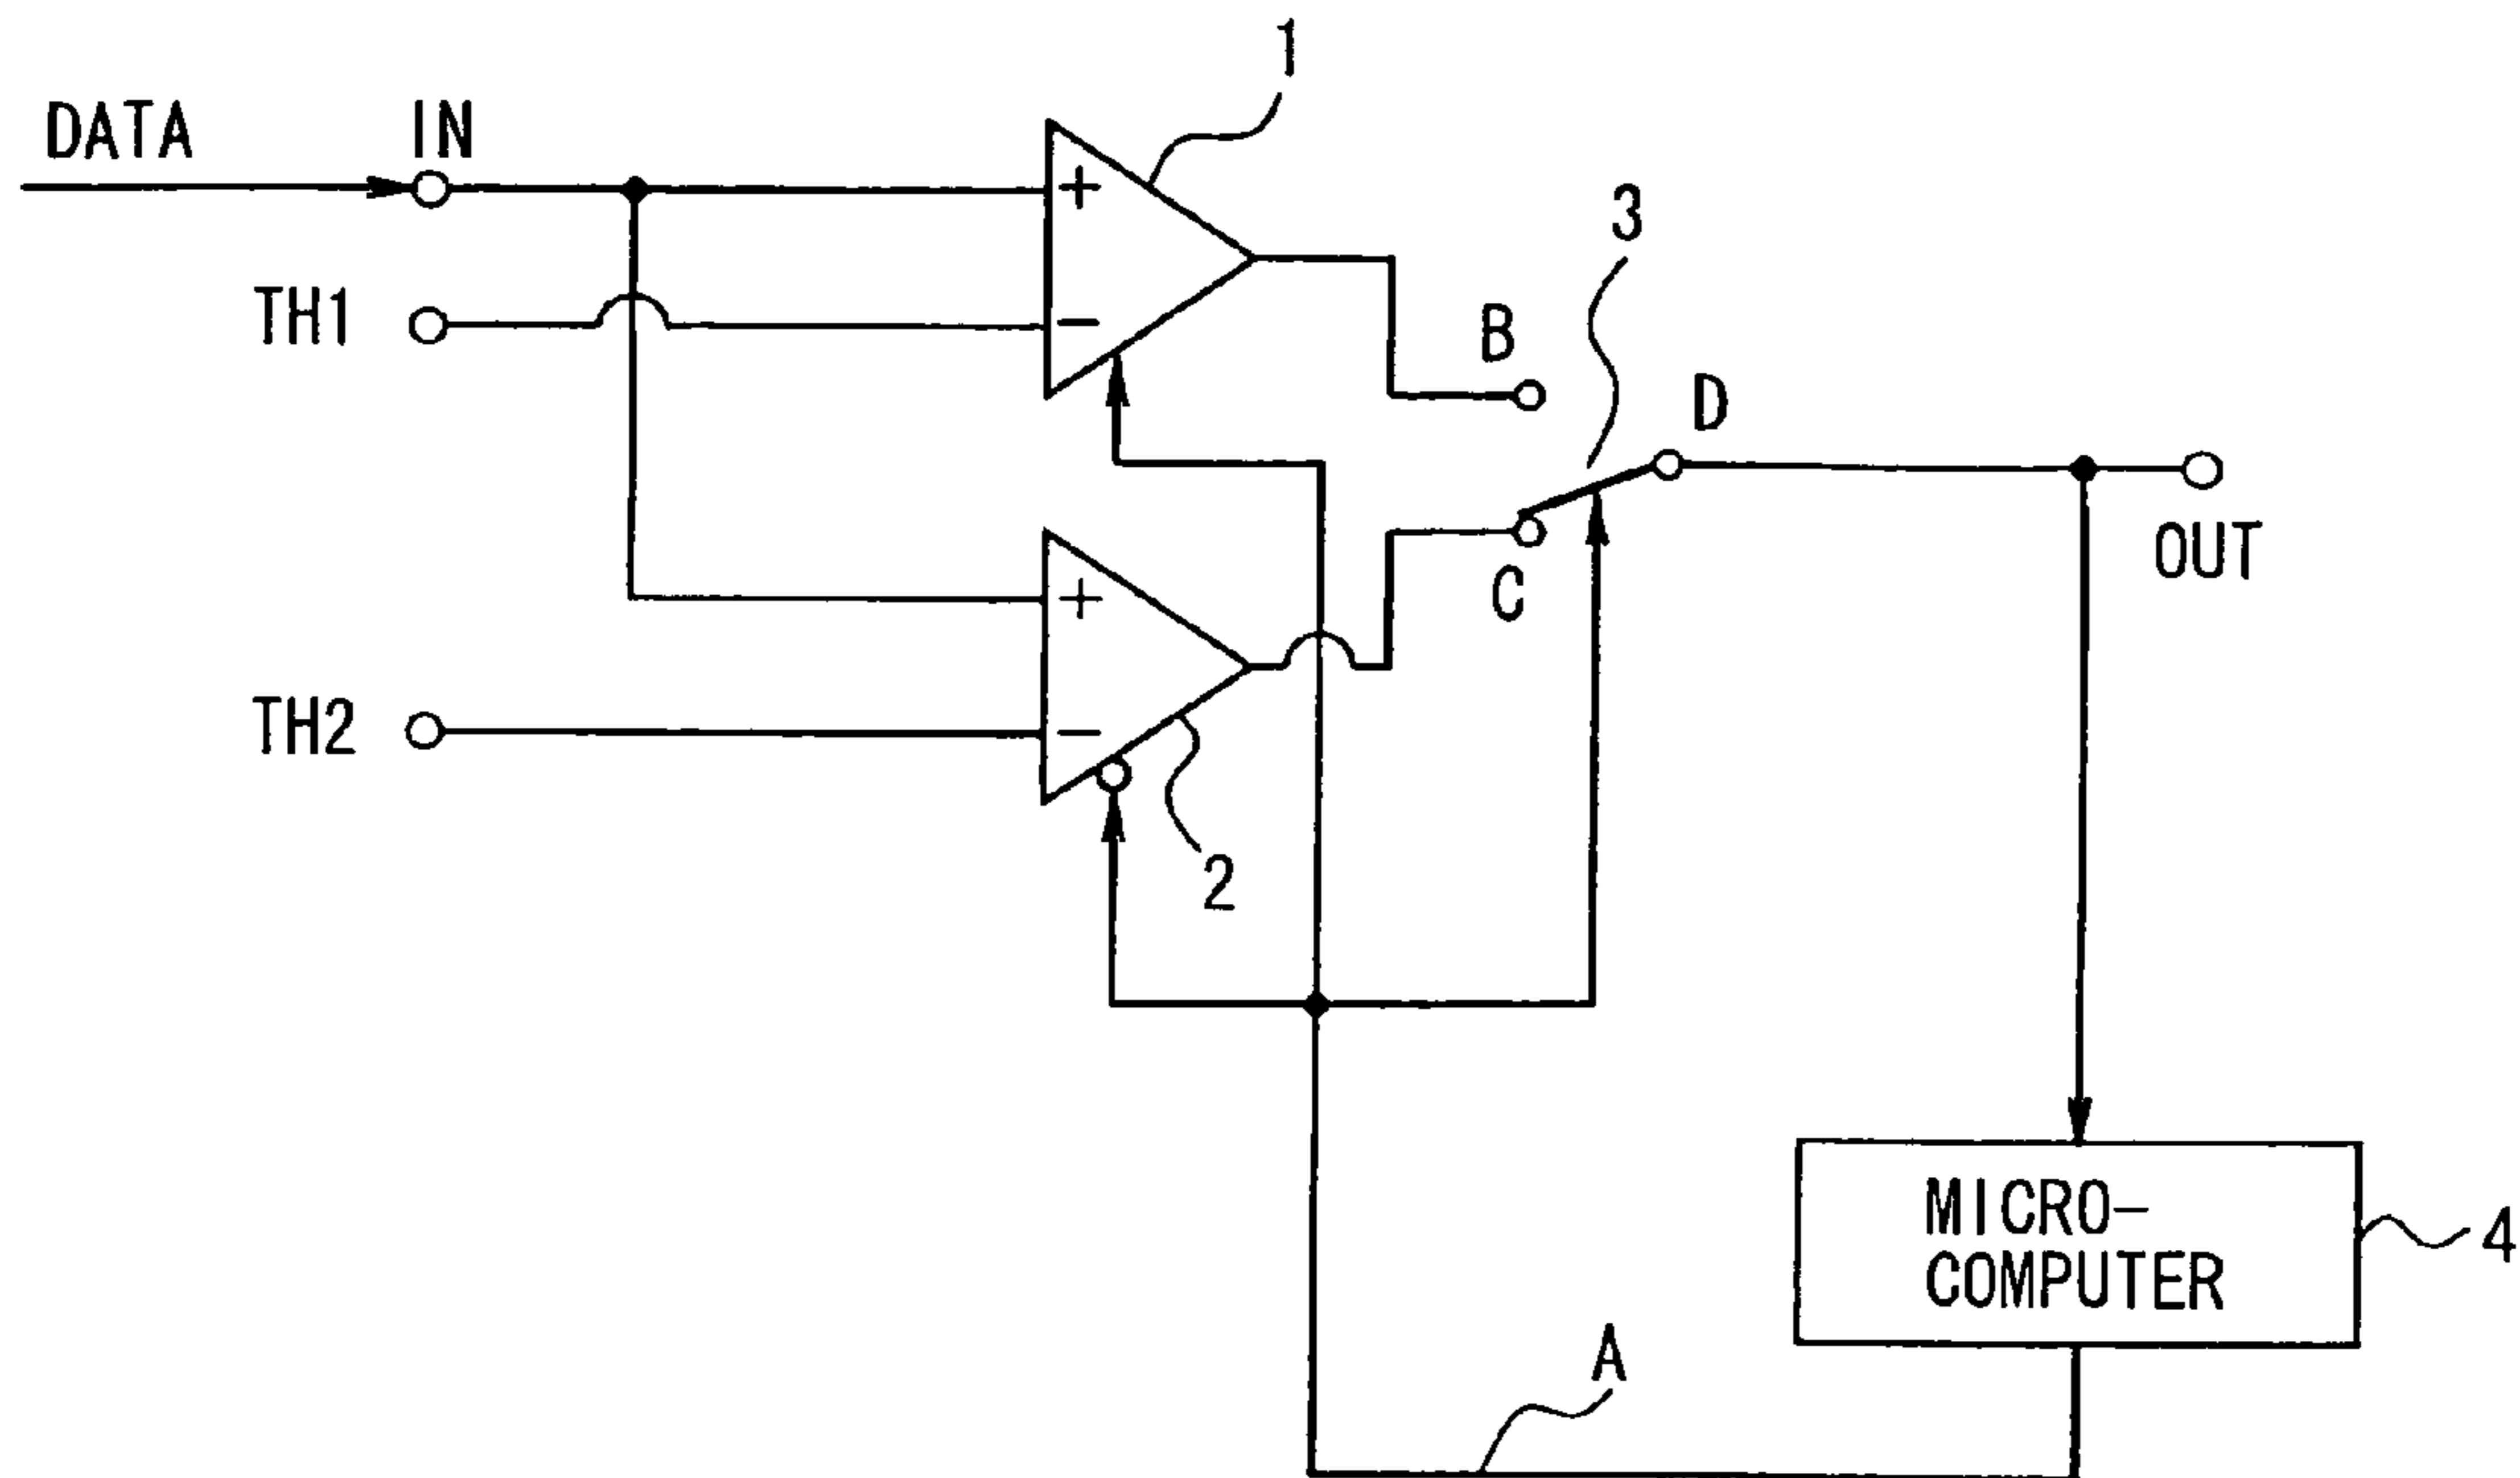 1
DATA
IN
+
3
TH1
−
B
D
OUT
C
+
TH2
−
2
MICRO-
COMPUTER
4
A